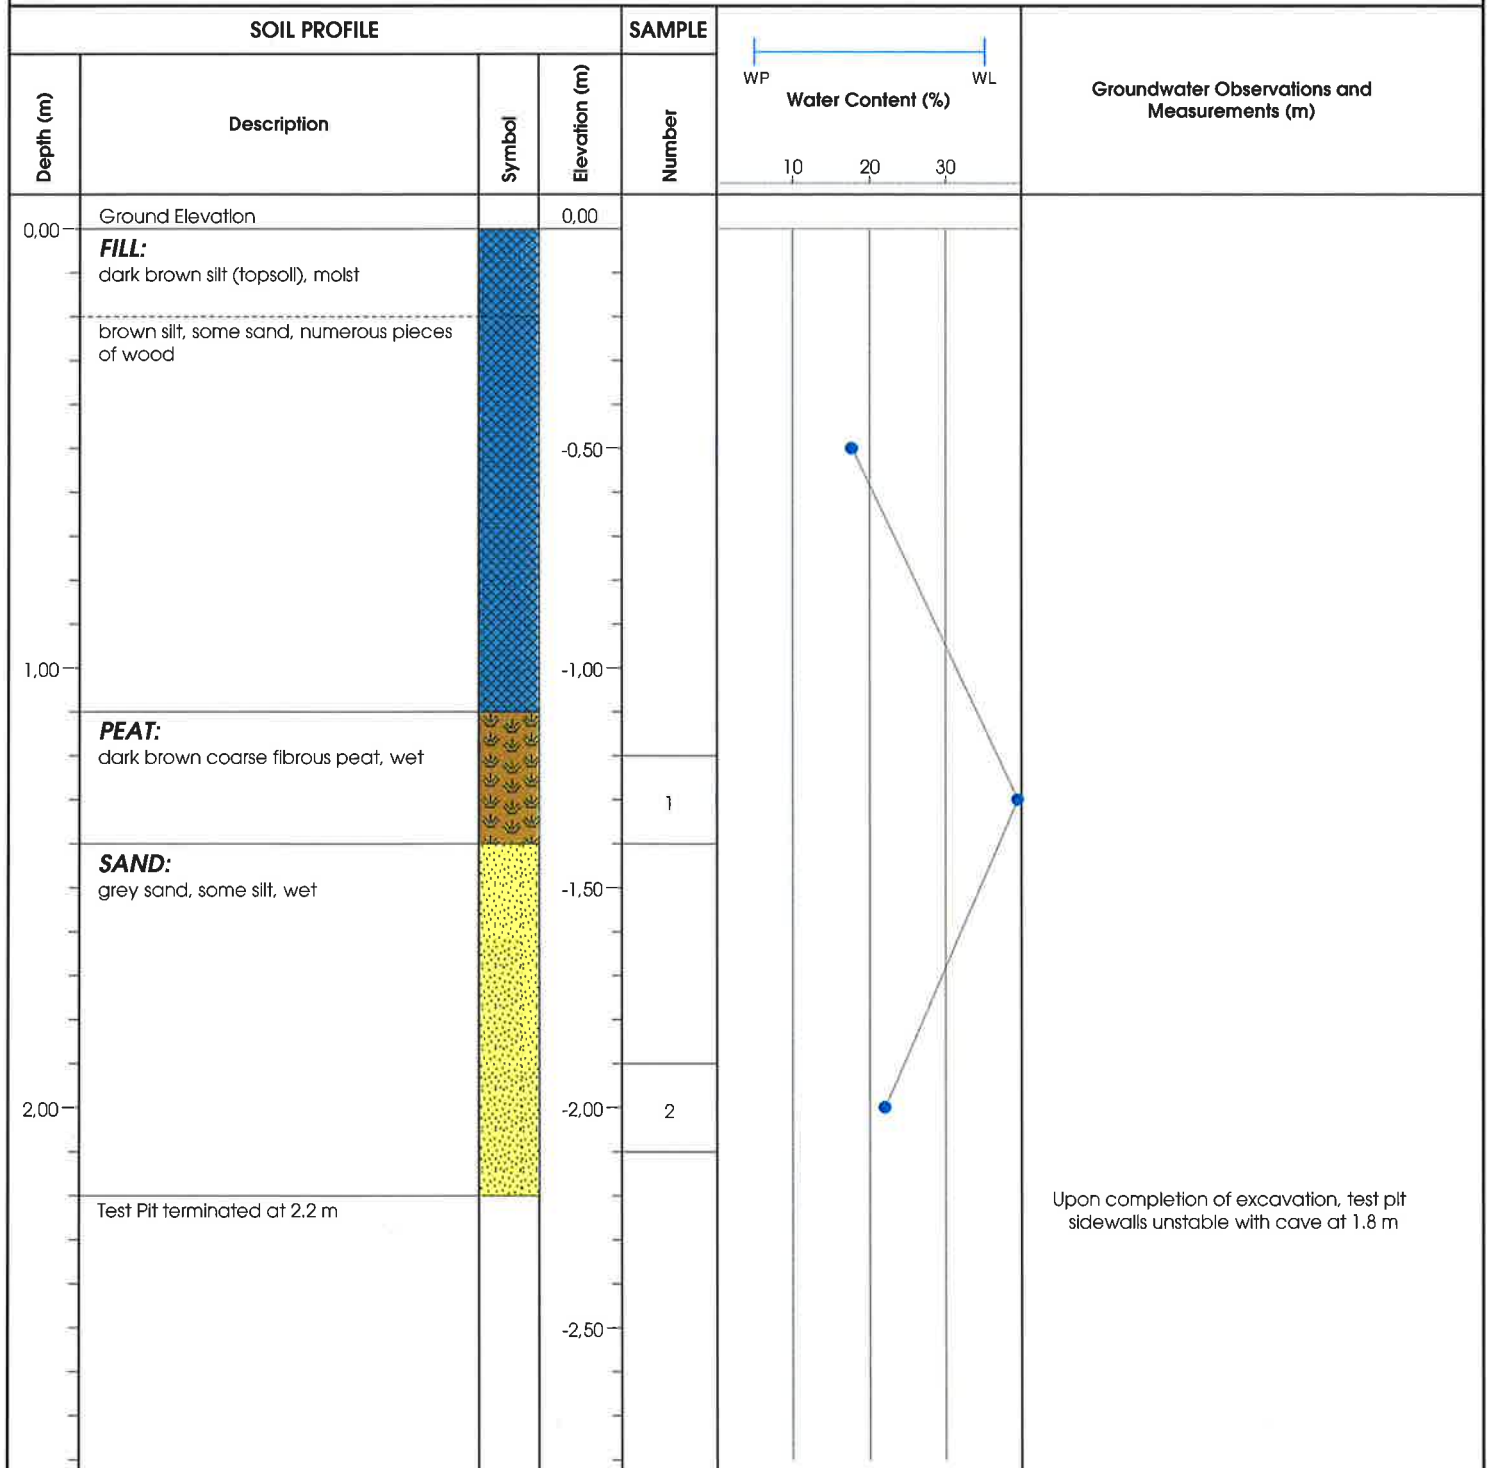 SOIL PROFILE
SAMPLE
Depth (m)
Description
Symbol
Elevation (m)
Number
WP
WL
Water Content (%)
10 20 30
Groundwater Observations and
Measurements (m)
Ground Elevation
0,00
0,00
FILL:
dark brown silt (topsoil), moist
brown silt, some sand, numerous pieces
of wood
-0,50
1,00
-1,00
PEAT:
dark brown coarse fibrous peat, wet
1
SAND:
grey sand, some silt, wet
-1,50
2,00
-2,00
2
Test Pit terminated at 2.2 m
Upon completion of excavation, test pit
sidewalls unstable with cave at 1.8 m
-2,50